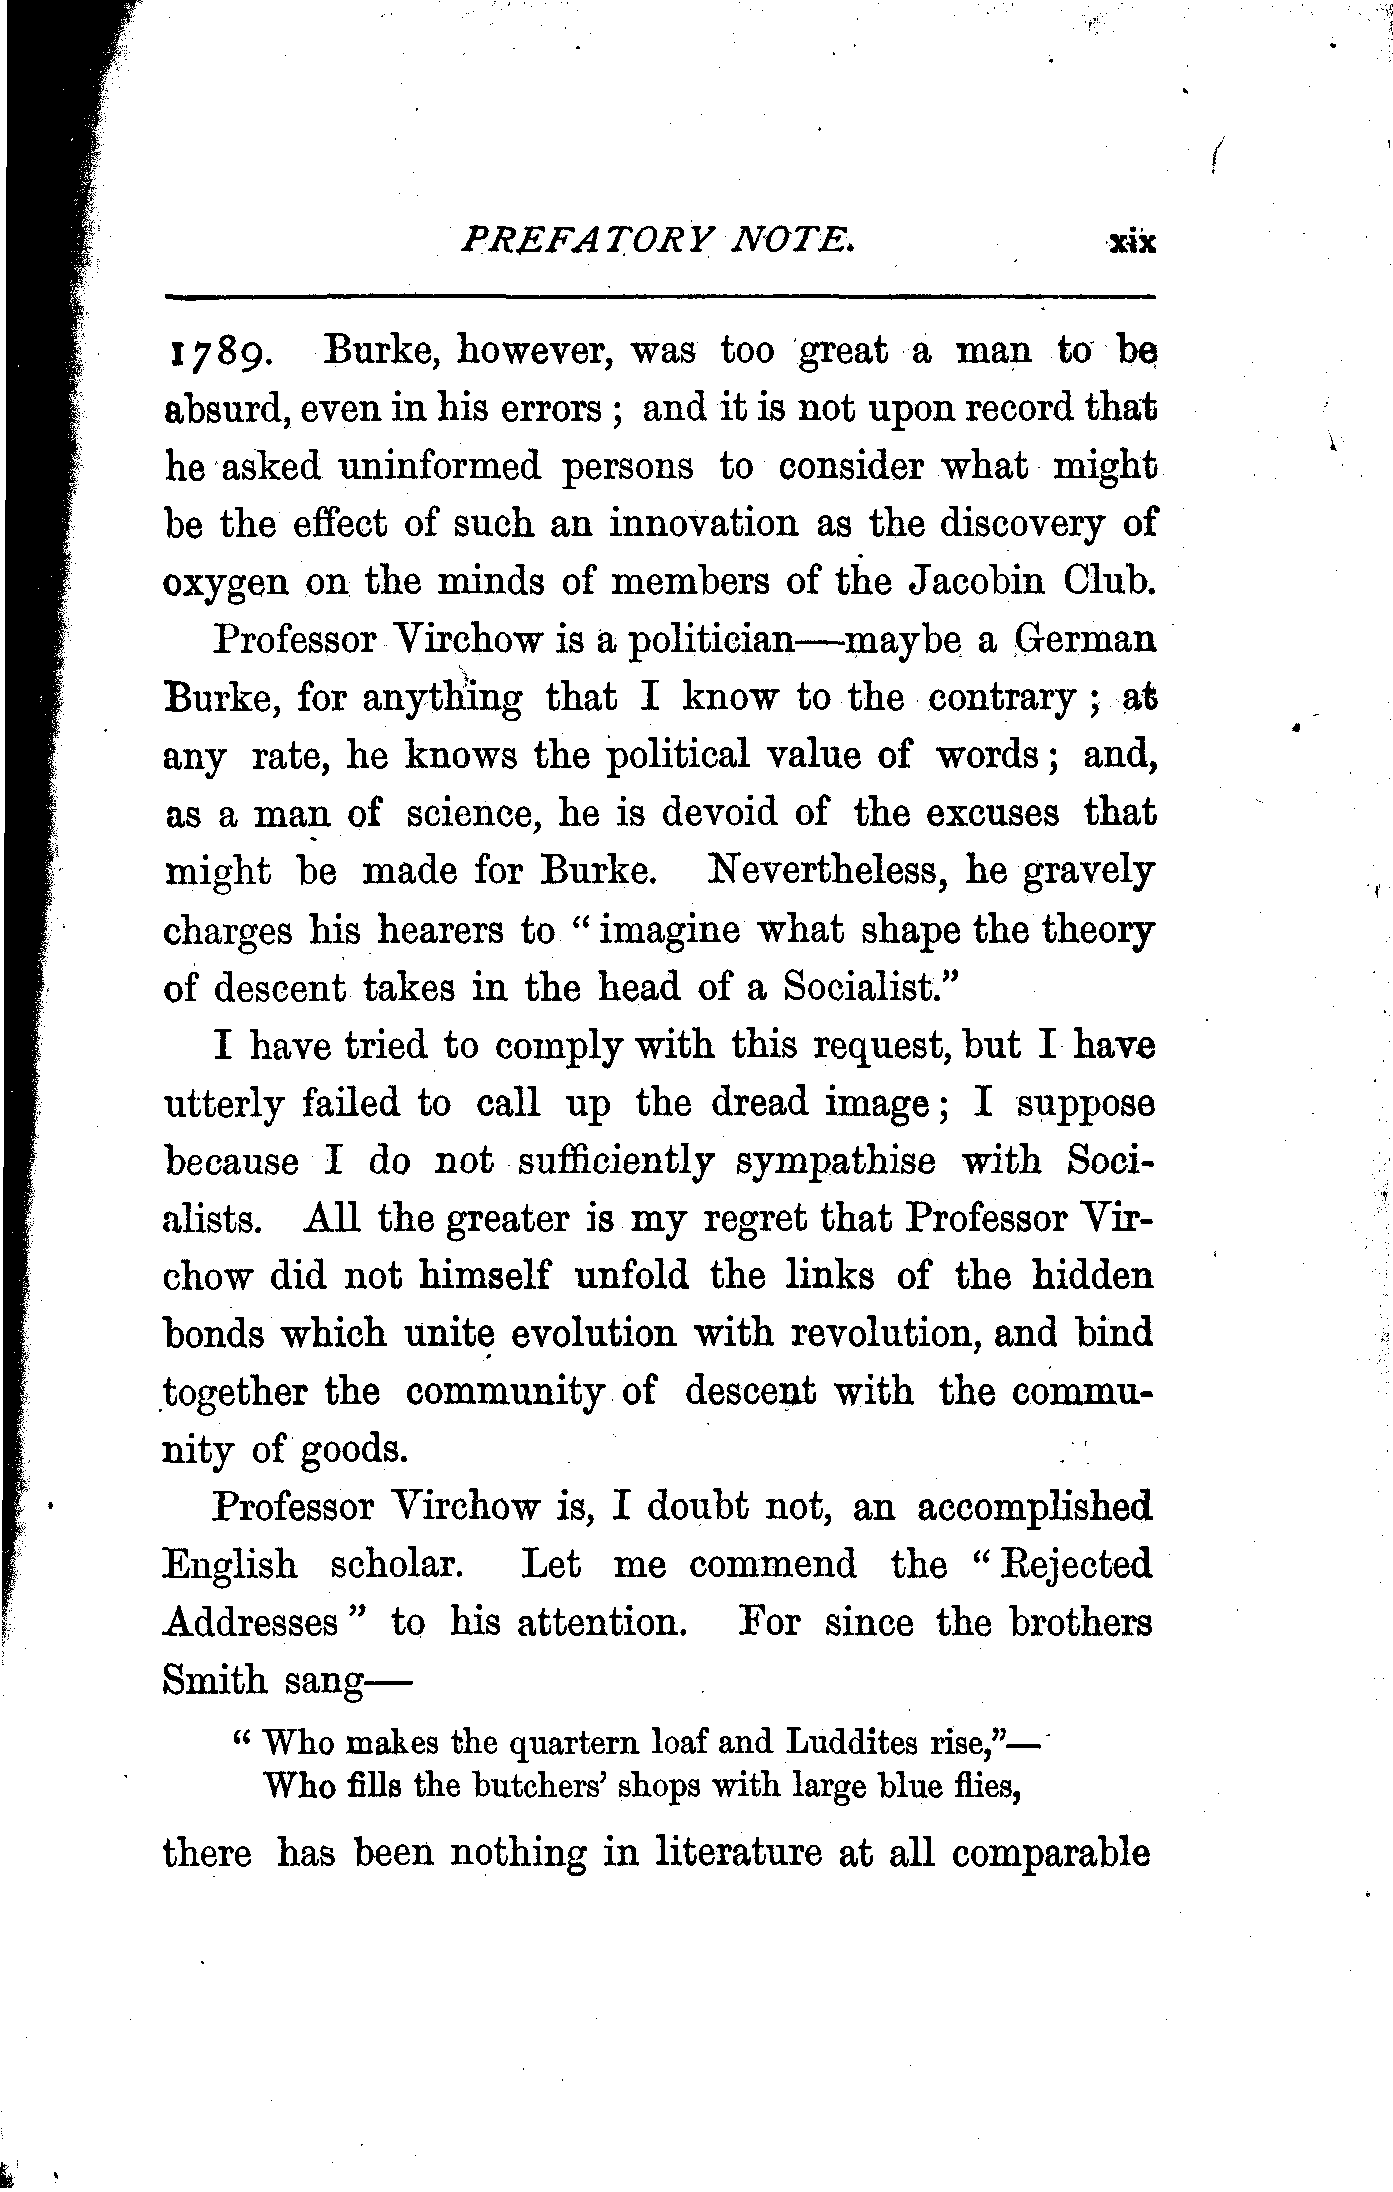 PREFATORY NOTE. xix
1789. Burke, however, was too great a man to be
absurd, even in his errors ; and it is not upon record that
he asked uninformed persons to consider what might
be the effect of such an innovation as the discovery of
oxygen on the minds of members of the Jacobin Club.
Professor Virchow is a politician—maybe a German
Burke, for anything that I know to the contrary ; at
any rate, he knows the political value of words ; and,
as a man of science, he is devoid of the excuses that
might be made for Burke. Nevertheless, he gravely
charges his hearers to “ imagine what shape the theory
of descent takes in the head of a Socialist.”
I have tried to comply with this request, but I have
utterly failed to call up the dread image ; I suppose
because I do not sufficiently sympathise with Soci-
alists. All the greater is my regret that Professor Vir-
chow did not himself unfold the links of the hidden
bonds which unite evolution with revolution, and bind
together the community of descent with the commu-
nity of goods.
Professor Virchow is, I doubt not, an accomplished
English scholar. Let me commend the “ Rejected
Addresses ” to his attention. For since the brothers
Smith sang—
“ Who makes the quartern loaf and Luddites rise,”—
Who fills the butchers’ shops with large blue flies,
there has been nothing in literature at all comparable